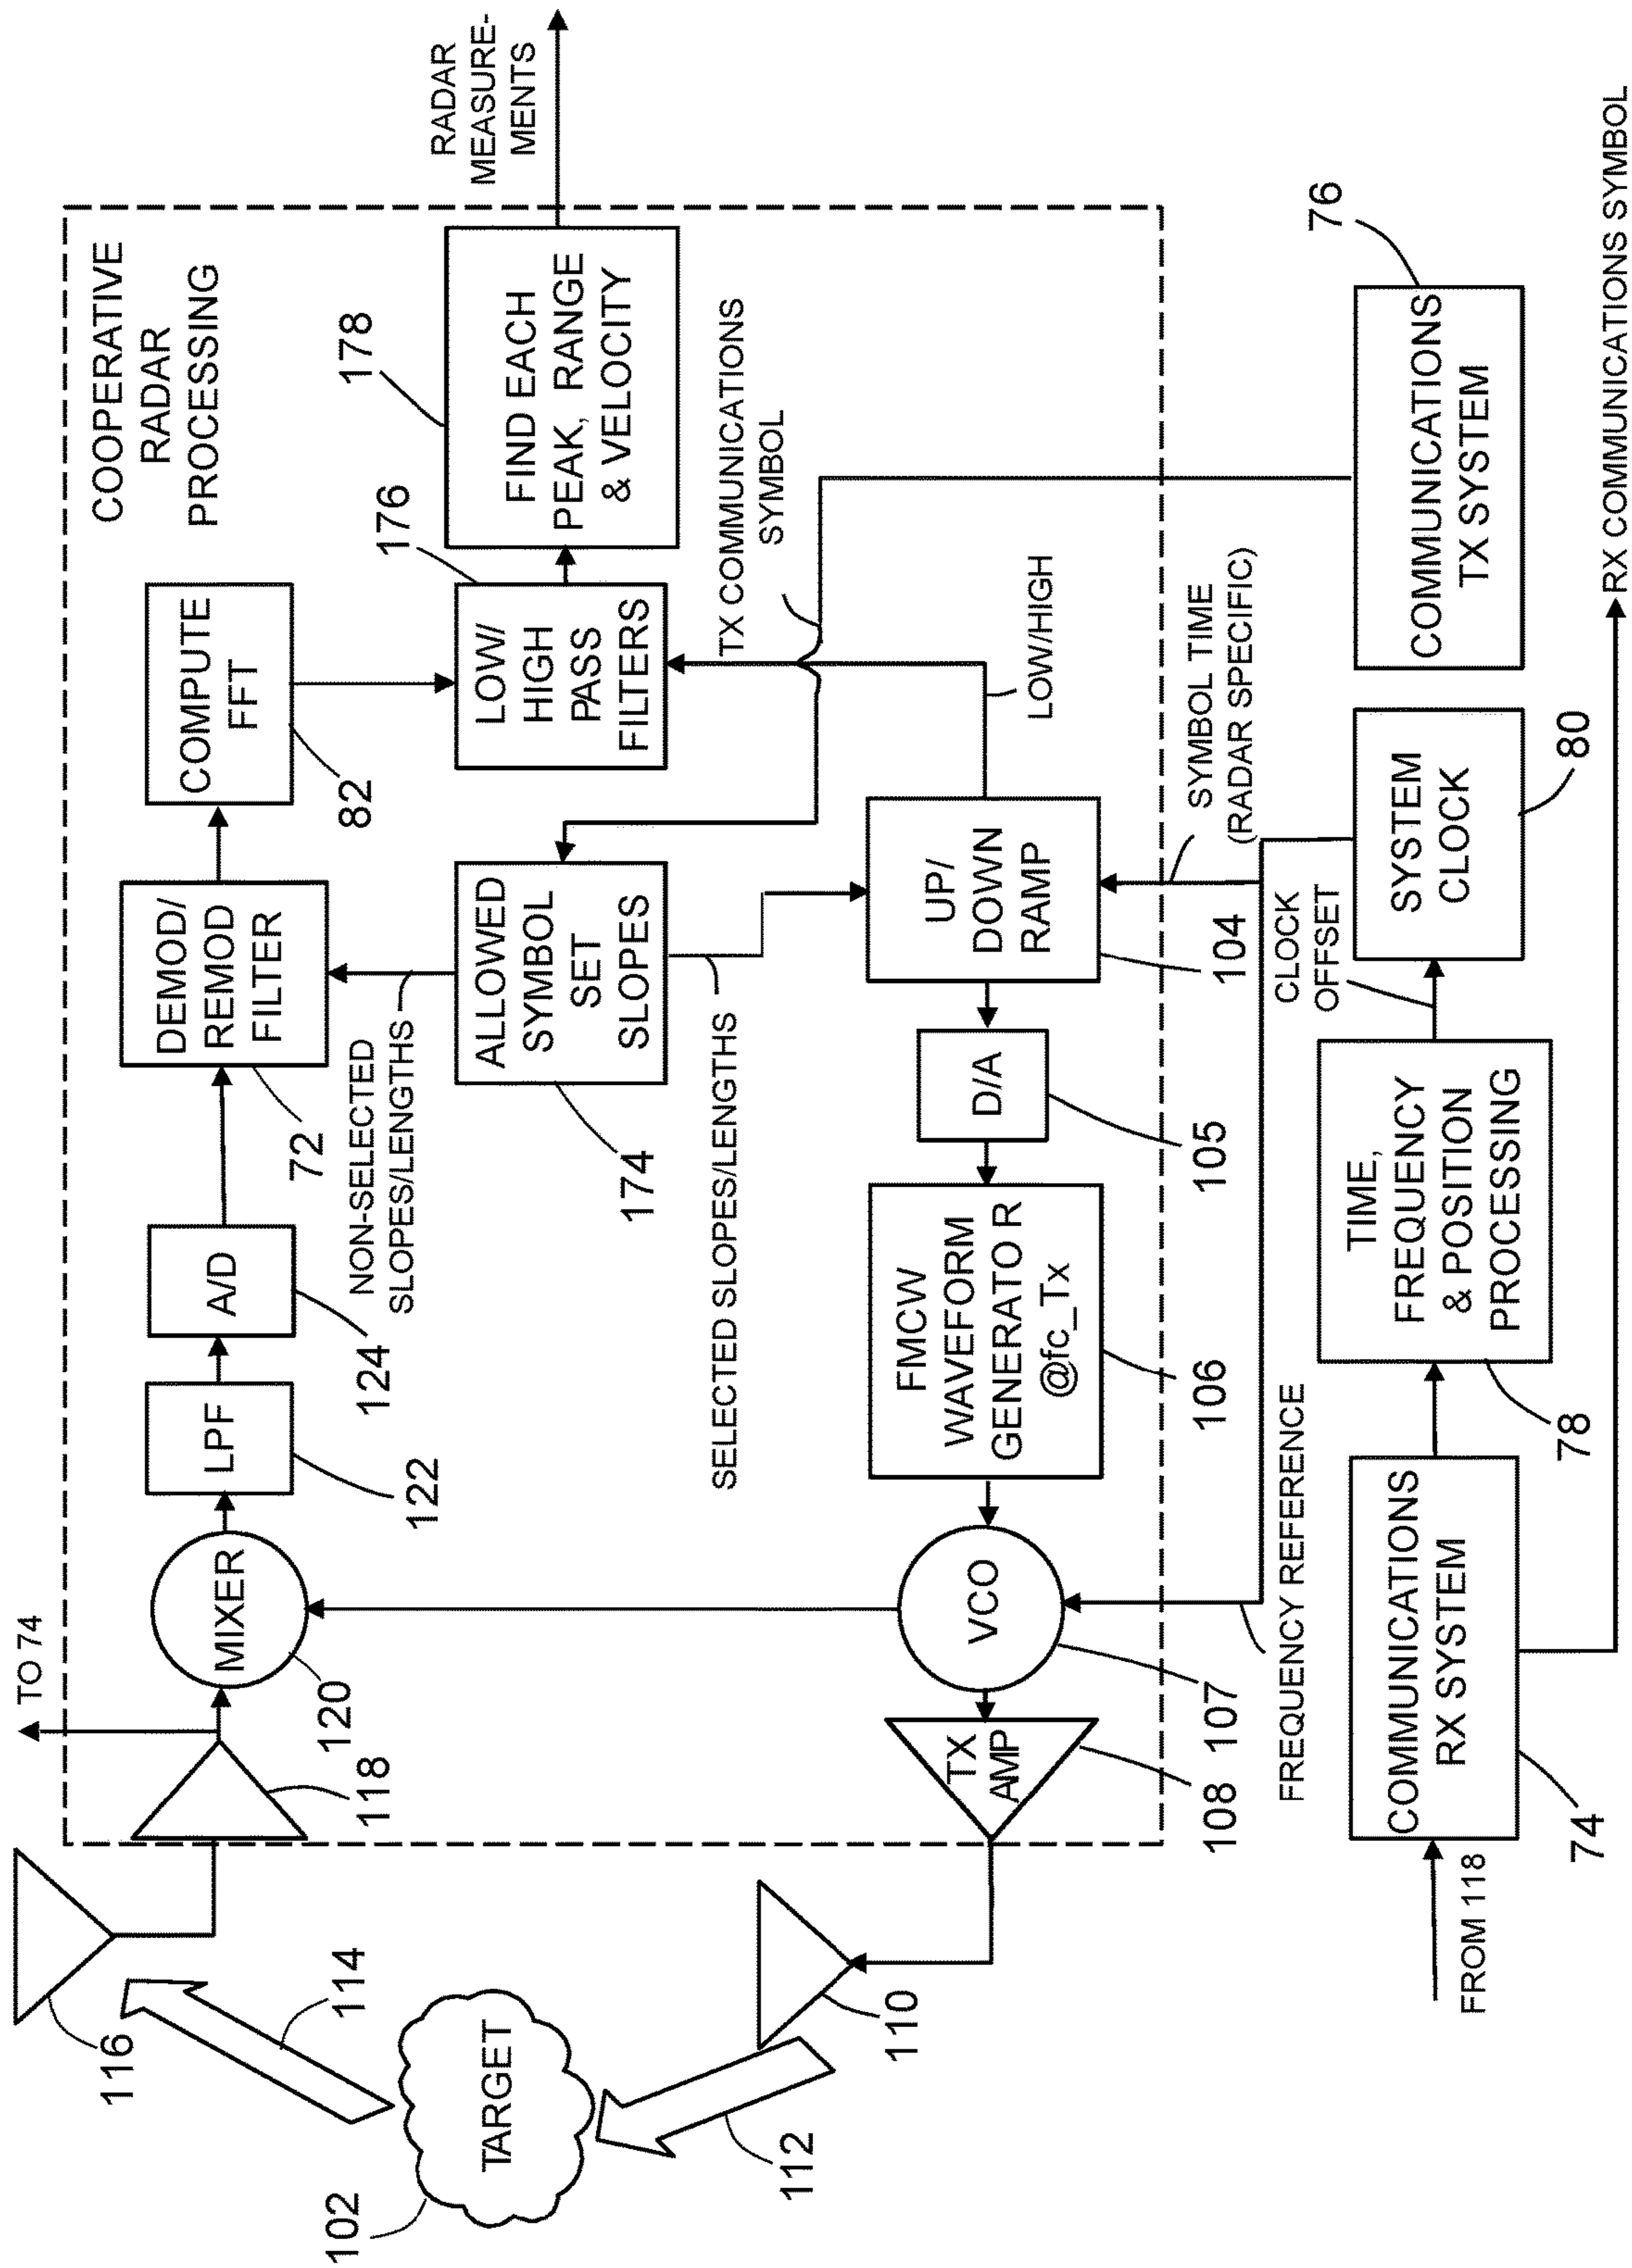 COOPERATIVE
RADAR
PROCESSING
TO 74
116
118
120
MIXER
122
LPF
124
A/D
72
DEMOD/
REMOD
FILTER
82
COMPUTE
FFT
NON-SELECTED
SLOPES/LENGTHS
174
ALLOWED
SYMBOL
SET
SLOPES
176
LOW/
HIGH
PASS
FILTERS
178
FIND EACH
PEAK, RANGE
& VELOCITY
RADAR
MEASURE-
MENTS
114
102
TARGET
112
110
SELECTED SLOPES/LENGTHS
TX COMMUNICATIONS
SYMBOL
TX
AMP
108
VCO
107
FMCW
WAVEFORM
GENERATO R
@fc_Tx
106
D/A
105
UP/
DOWN
RAMP
104
LOW/HIGH
SYMBOL TIME
(RADAR SPECIFIC)
FREQUENCY REFERENCE
CLOCK
OFFSET
FROM 118
COMMUNICATIONS
RX SYSTEM
74
TIME,
FREQUENCY
& POSITION
PROCESSING
78
SYSTEM
CLOCK
80
COMMUNICATIONS
TX SYSTEM
76
RX COMMUNICATIONS SYMBOL